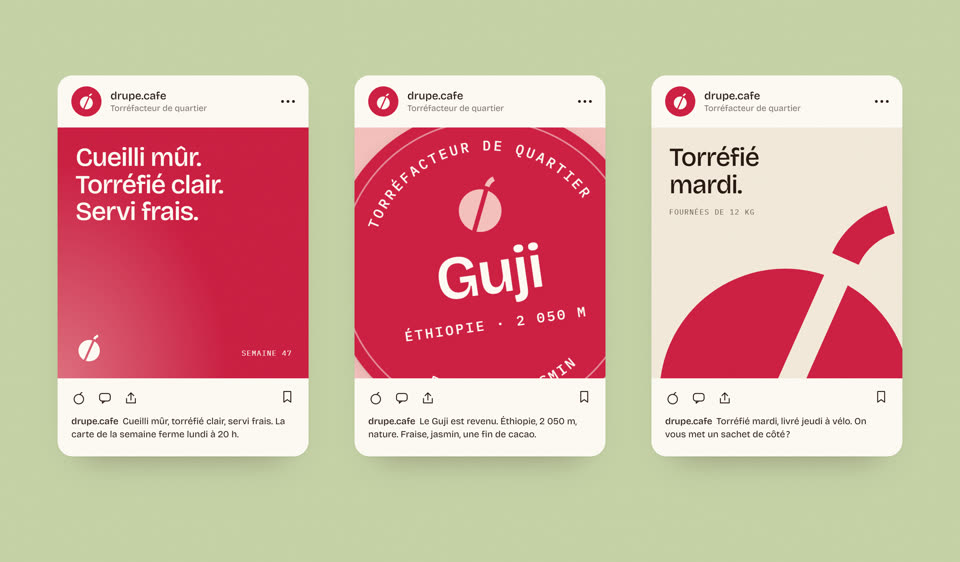 drupe.cafe
Torréfacteur de quartier
Cueilli mûr.
Torréfié clair.
Servi frais.
SEMAINE 47
drupe.cafe Cueilli mûr, torréfié clair, servi frais. La
carte de la semaine ferme lundi à 20 h.
drupe.cafe
Torréfacteur de quartier
TORRÉFACTEUR DE QUARTIER
Guji
ÉTHIOPIE · 2 050 M
drupe.cafe Le Guji est revenu. Éthiopie, 2 050 m,
nature. Fraise, jasmin, une fin de cacao.
drupe.cafe
Torréfacteur de quartier
Torréfié
mardi.
FOURNÉES DE 12 KG
drupe.cafe Torréfié mardi, livré jeudi à vélo. On
vous met un sachet de côté ?